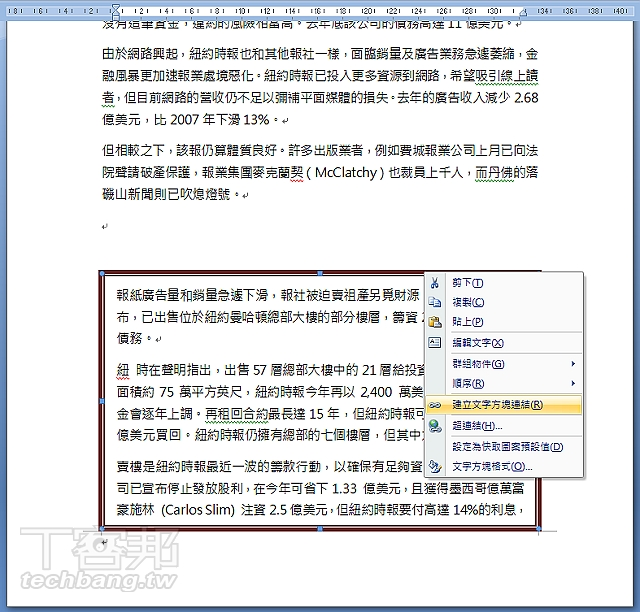 沒有這筆資金，違約的風險相當高。去年底該公司的債務高達 11 億美元。
由於網路興起，紐約時報也和其他報社一樣，面臨銷量及廣告業務急遽萎縮，金
融風暴更加速報業處境惡化。紐約時報已投入更多資源到網路，希望吸引線上讀
者，但目前網路的營收仍不足以彌補平面媒體的損失。去年的廣告收入減少 2.68
億美元，比 2007 年下滑 13%。
但相較之下，該報仍算體質良好。許多出版業者，例如費城報業公司上月已向法
院聲請破產保護，報業集團麥克蘭契 ( McClatchy ) 也裁員上千人，而丹佛的落
磯山新聞則已吹熄燈號。
報紙廣告量和銷量急遽下滑，報社被迫賣祖產另覓財源
布，已出售位於紐約曼哈頓總部大樓的部分樓層，籌資
債務。
紐 時在聲明指出，出售 57 層總部大樓中的 21 層給投
面積約 75 萬平方英尺，紐約時報今年再以 2,400 萬美
金會逐年上調。再租回合約最長達 15 年，但紐約時報可
億美元買回。紐約時報仍擁有總部的七個樓層，但其中
賣樓是紐約時報最近一波的籌款行動，以確保有足夠資
司已宣布停止發放股利，在今年可省下 1.33 億美元，且獲得墨西哥億萬富
豪施林 (Carlos Slim) 注資 2.5 億美元，但紐約時報要付高達 14%的利息，
剪下(T)
複製(C)
貼上(P)
編輯文字(X)
群組物件(G)
順序(R)
建立文字方塊連結(R)
超連結(H)...
設定為快取圖案預設值(D)
文字方塊格式(O)...
T客邦
techbang.tw